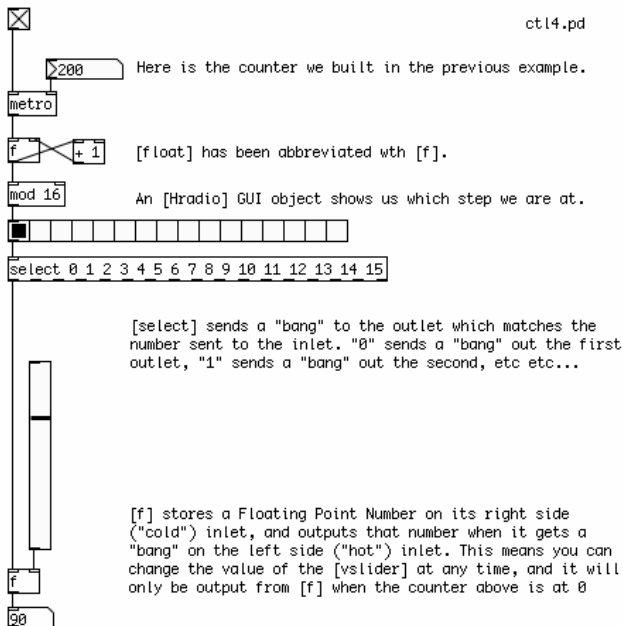 ctl4.pd
200
Here is the counter we built in the previous example.
metro
f
+ 1
[float] has been abbreviated wth [f].
mod 16
An [Hradio] GUI object shows us which step we are at.
select 0 1 2 3 4 5 6 7 8 9 10 11 12 13 14 15
[select] sends a "bang" to the outlet which matches the
number sent to the inlet. "0" sends a "bang" out the first
outlet, "1" sends a "bang" out the second, etc etc...
[f] stores a Floating Point Number on its right side
("cold") inlet, and outputs that number when it gets a
"bang" on the left side ("hot") inlet. This means you can
change the value of the [vslider] at any time, and it will
only be output from [f] when the counter above is at 0
f
90